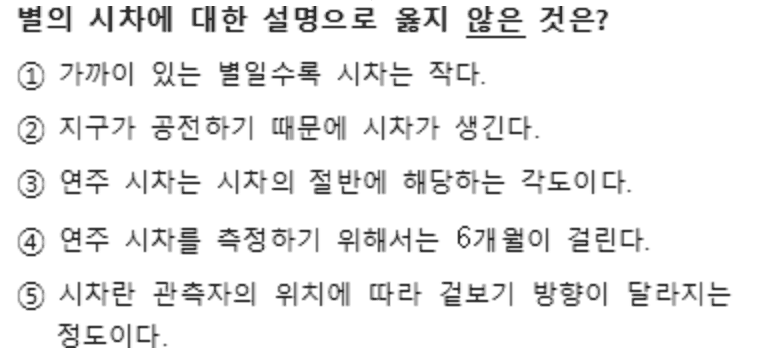 별의 시차에 대한 설명으로 옳지 않은 것은?
① 가까이 있는 별일수록 시차는 작다.
② 지구가 공전하기 때문에 시차가 생긴다.
③ 연주 시차는 시차의 절반에 해당하는 각도이다.
④ 연주 시차를 측정하기 위해서는 6개월이 걸린다.
⑤ 시차란 관측자의 위치에 따라 겉보기 방향이 달라지는
정도이다.